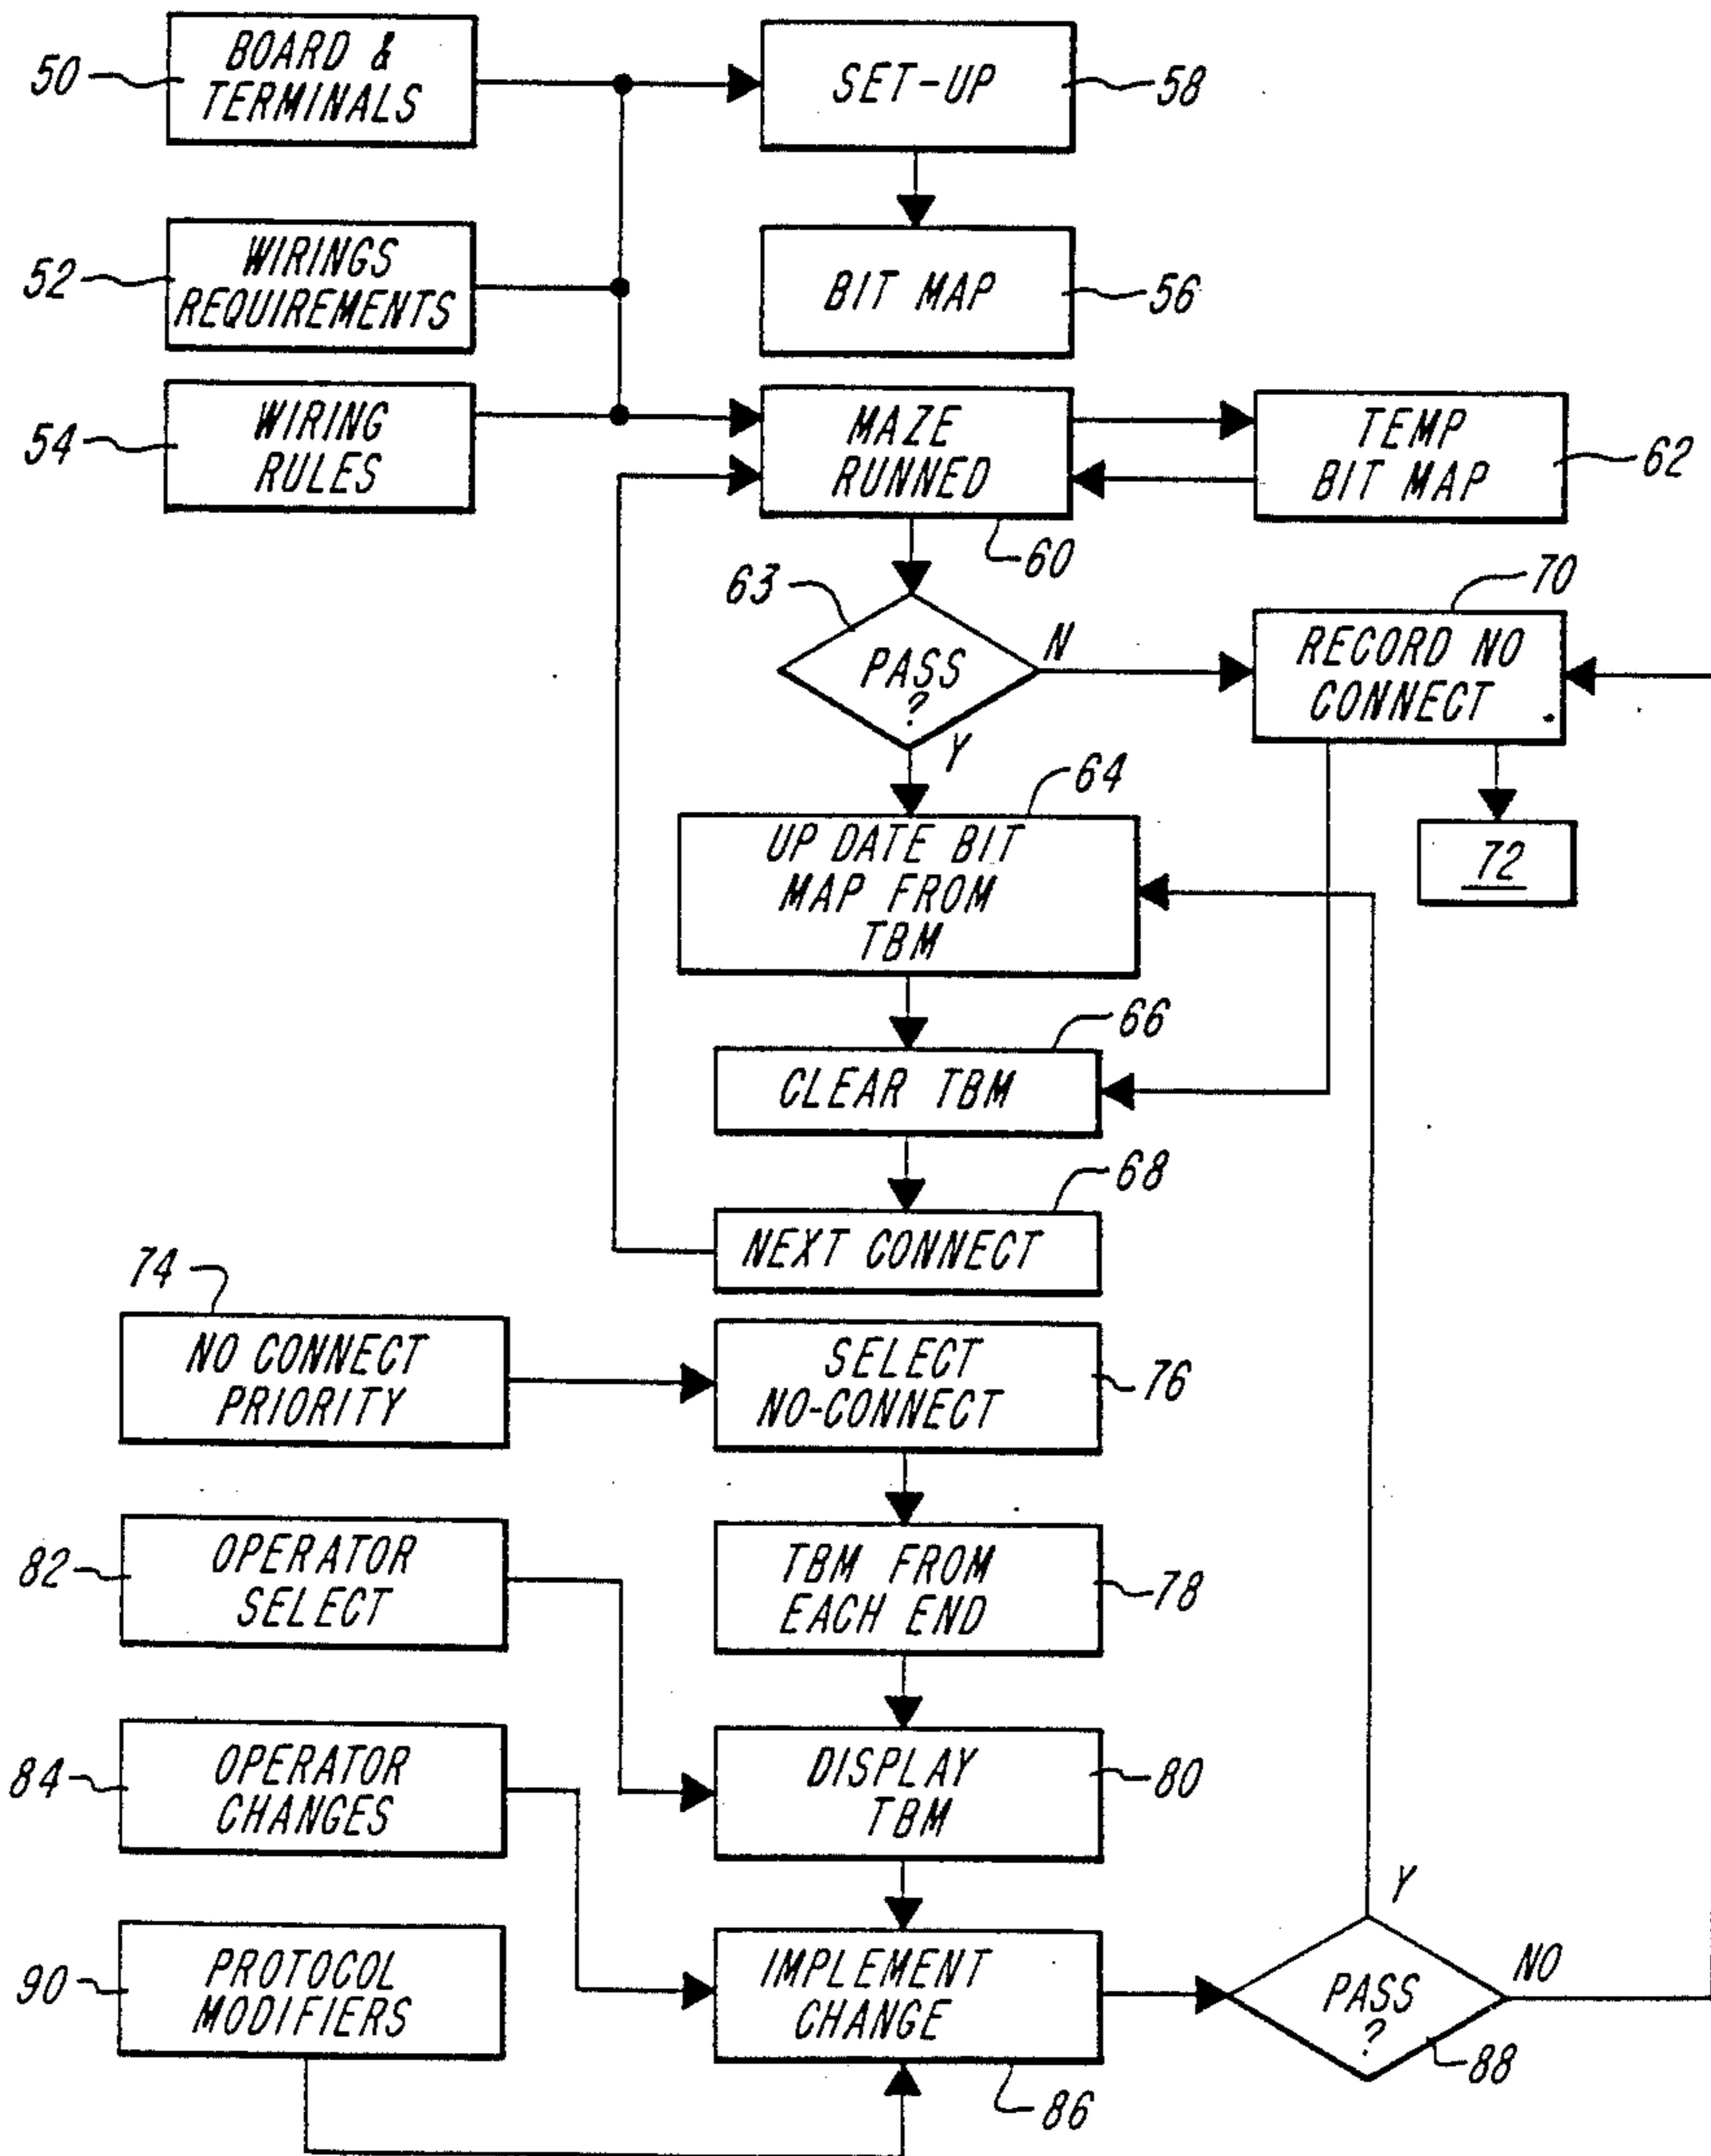 50
BOARD &
TERMINALS
SET-UP
58
52
WIRINGS
REQUIREMENTS
BIT MAP
56
54
WIRING
RULES
MAZE
RUNNED
60
TEMP
BIT MAP
62
63
PASS
?
N
Y
70
RECORD NO
CONNECT
72
64
UP DATE BIT
MAP FROM
TBM
66
CLEAR TBM
68
NEXT CONNECT
74
NO CONNECT
PRIORITY
SELECT
NO-CONNECT
76
82
OPERATOR
SELECT
TBM FROM
EACH END
78
84
OPERATOR
CHANGES
DISPLAY
TBM
80
90
PROTOCOL
MODIFIERS
IMPLEMENT
CHANGE
86
Y
PASS
?
NO
88